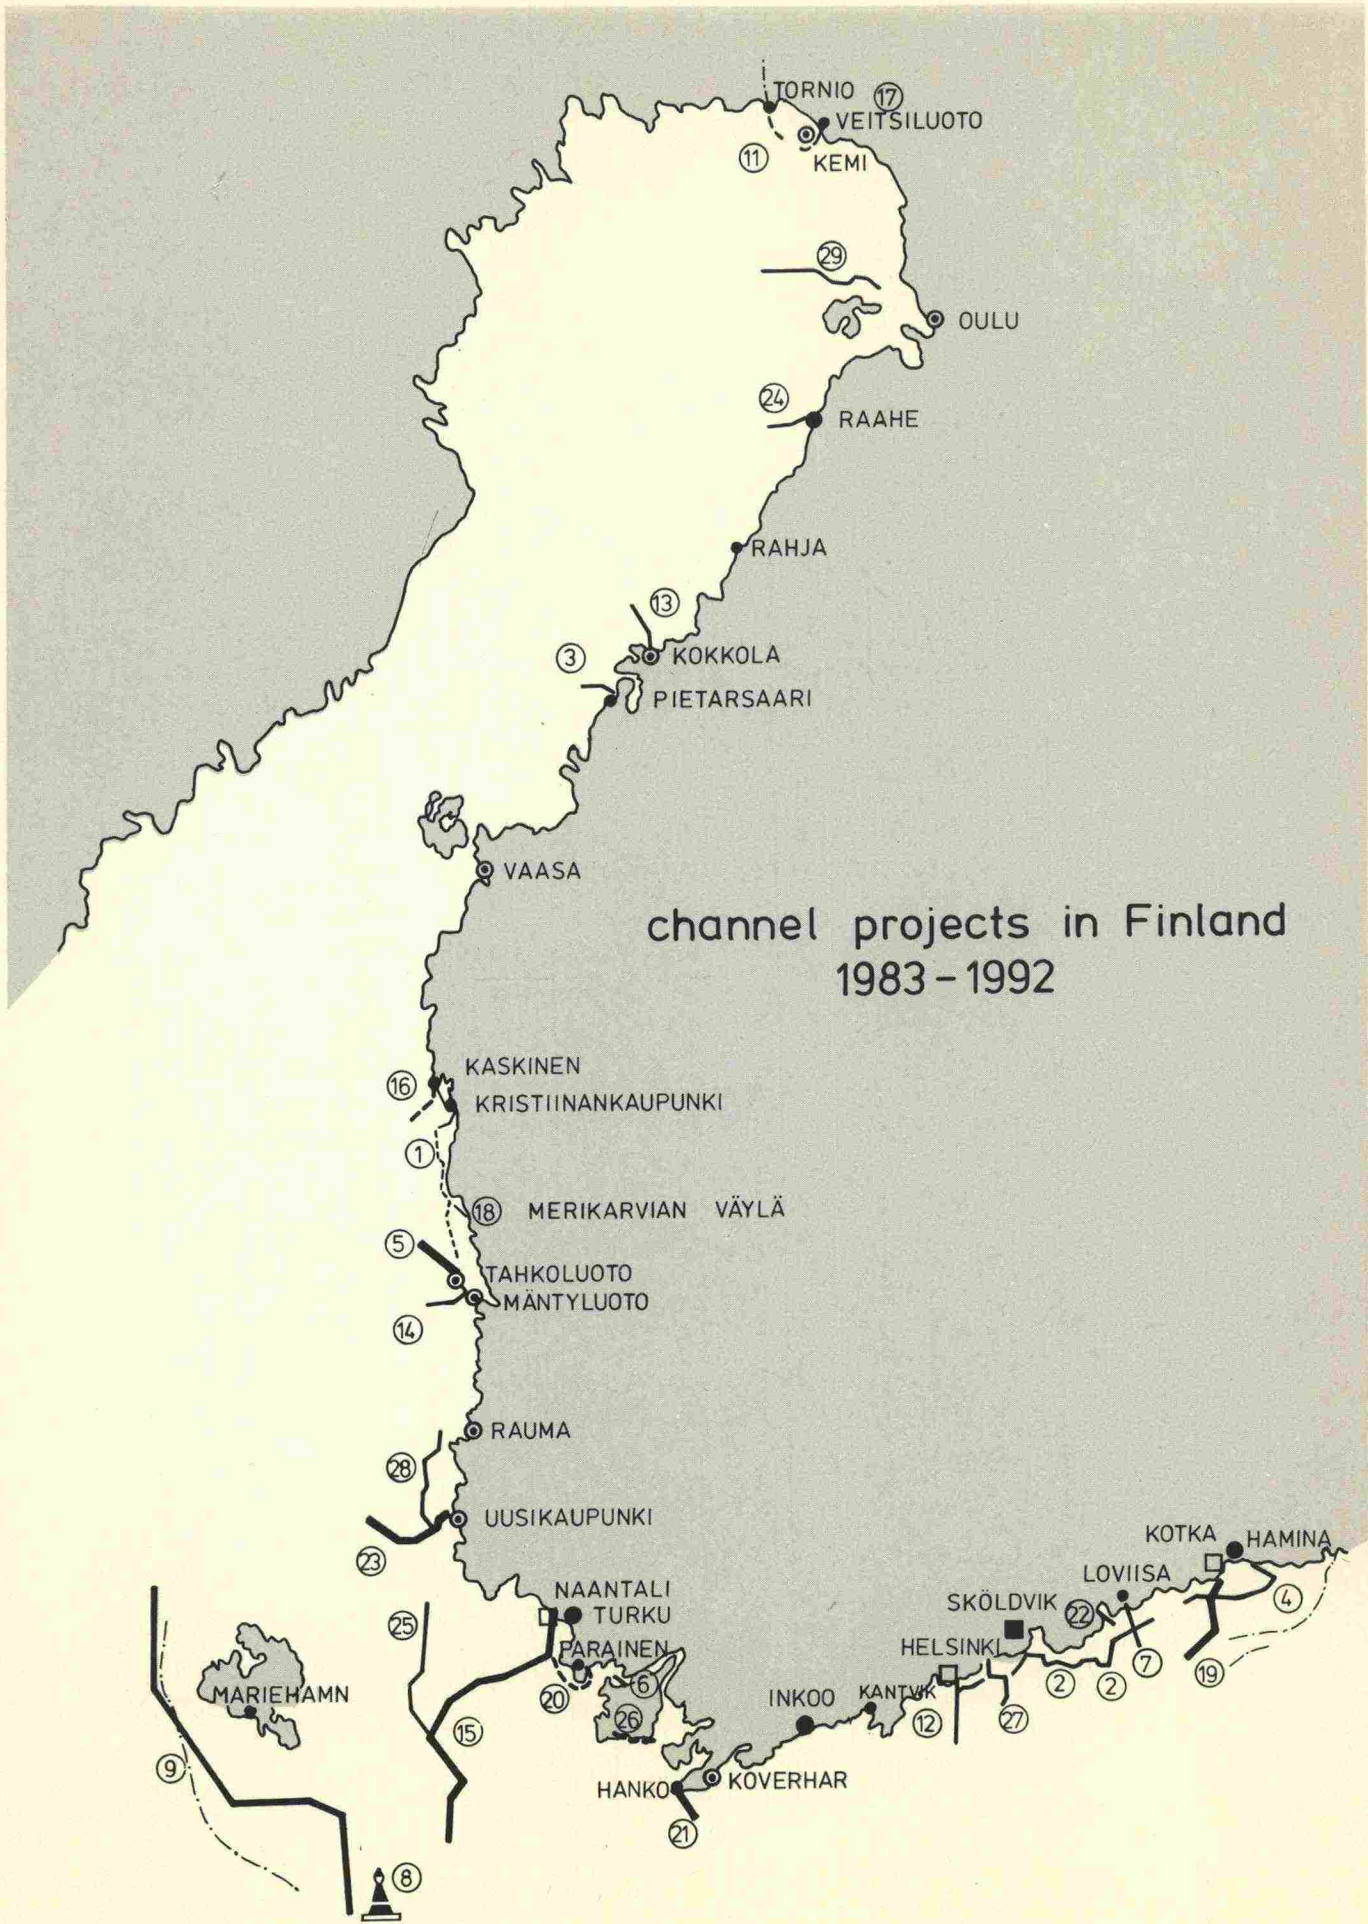 TORNIO 17
VEITSILUOTO
11 KEMI
29
OULU
24
RAAHE
RAHJA
13
3 KOKKOLA
PIETARSAARI
VAASA
channel projects in Finland
1983 – 1992
KASKINEN
16
KRISTIINANKAUPUNKI
1
18 MERIKARVIAN VÄYLÄ
5
TAHKOLUOTO
MÄNTYLUOTO
14
RAUMA
28
UUSIKAUPUNKI
23
KOTKA HAMINA
LOVIISA
NAANTALI
TURKU
SKÖLDVIK 22 4
25
HELSINKI
PARAINEN
7
19
6 2 2
20
MARIEHAMN
INKOO KANTVIK
26 12 27
15
9
HANKO KOVERHAR
21
8